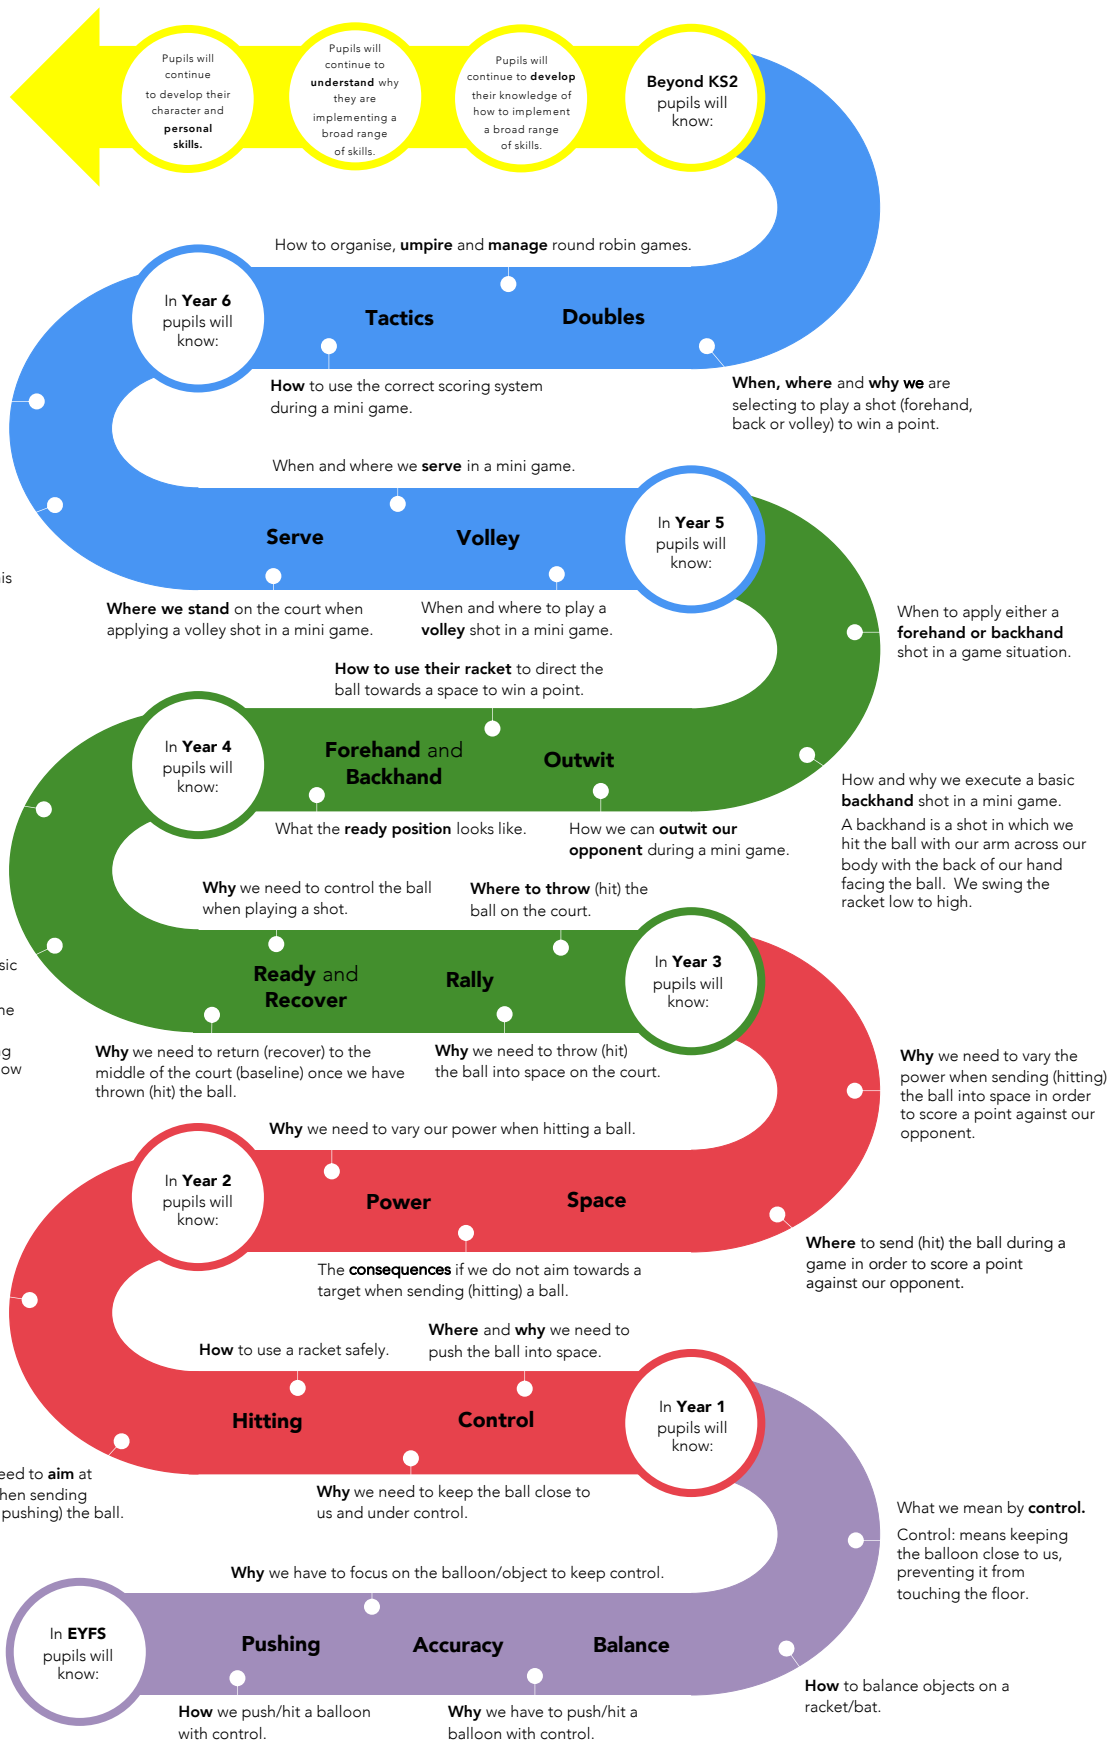 Pupils will
continue
to develop their
character and
personal
skills.
Pupils will
continue to
understand why
they are
implementing a
broad range
of skills.
Pupils will
continue to develop
their knowledge of
how to implement
a broad range
of skills.
Beyond KS2
pupils will
know:
How to organise, umpire and manage round robin games.
In Year 6
pupils will
know:
Tactics
Doubles
How to use the correct scoring system
during a mini game.
When, where and why we are
selecting to play a shot (forehand,
back or volley) to win a point.
When and where we serve in a mini game.
In Year 5
pupils will
know:
Serve
Volley
Where we stand on the court when
applying a volley shot in a mini game.
When and where to play a
volley shot in a mini game.
When to apply either a
forehand or backhand
shot in a game situation.
How to use their racket to direct the
ball towards a space to win a point.
In Year 4
pupils will
know:
Forehand and
Backhand
Outwit
How and why we execute a basic
backhand shot in a mini game.
A backhand is a shot in which we
hit the ball with our arm across our
body with the back of our hand
facing the ball. We swing the
racket low to high.
What the ready position looks like.
How we can outwit our
opponent during a mini game.
Why we need to control the ball
when playing a shot.
Where to throw (hit) the
ball on the court.
In Year 3
pupils will
know:
Ready and
Recover
Rally
Why we need to return (recover) to the
middle of the court (baseline) once we have
thrown (hit) the ball.
Why we need to throw (hit)
the ball into space on the court.
Why we need to vary the
power when sending (hitting)
the ball into space in order
to score a point against our
opponent.
Why we need to vary our power when hitting a ball.
In Year 2
pupils will
know:
Power
Space
Where to send (hit) the ball during a
game in order to score a point
against our opponent.
The consequences if we do not aim towards a
target when sending (hitting) a ball.
How to use a racket safely.
Where and why we need to
push the ball into space.
In Year 1
pupils will
know:
Hitting
Control
to aim at
sending
pushing) the ball.
Why we need to keep the ball close to
us and under control.
What we mean by control.
Control: means keeping
the balloon close to us,
preventing it from
touching the floor.
Why we have to focus on the balloon/object to keep control.
In EYFS
pupils will
know:
Pushing
Accuracy
Balance
How to balance objects on a
racket/bat.
How we push/hit a balloon
with control.
Why we have to push/hit a
balloon with control.